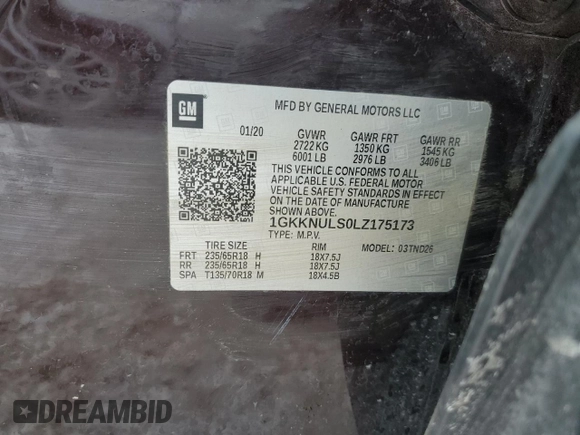 GM
MFD BY GENERAL MOTORS LLC
01/20 GVWR GAWR FRT GAWR RR
2722 KG 1350 KG 1545 KG
6001 LB 2976 LB 3406 LB
THIS VEHICLE CONFORMS TO ALL
APPLICABLE U.S. FEDERAL MOTOR
VEHICLE SAFETY STANDARDS IN EFFECT
ON THE DATE OF MANUFACTURE
SHOWN ABOVE.
1GKKNULS0LZ175173
TYPE: M.P.V.
TIRE SIZE RIM MODEL: 03TND26
FRT 235/65R18 H 18X7.5J
RR 235/65R18 H 18X7.5J
SPA T135/70R18 M 18X4.5B
DREAMBID